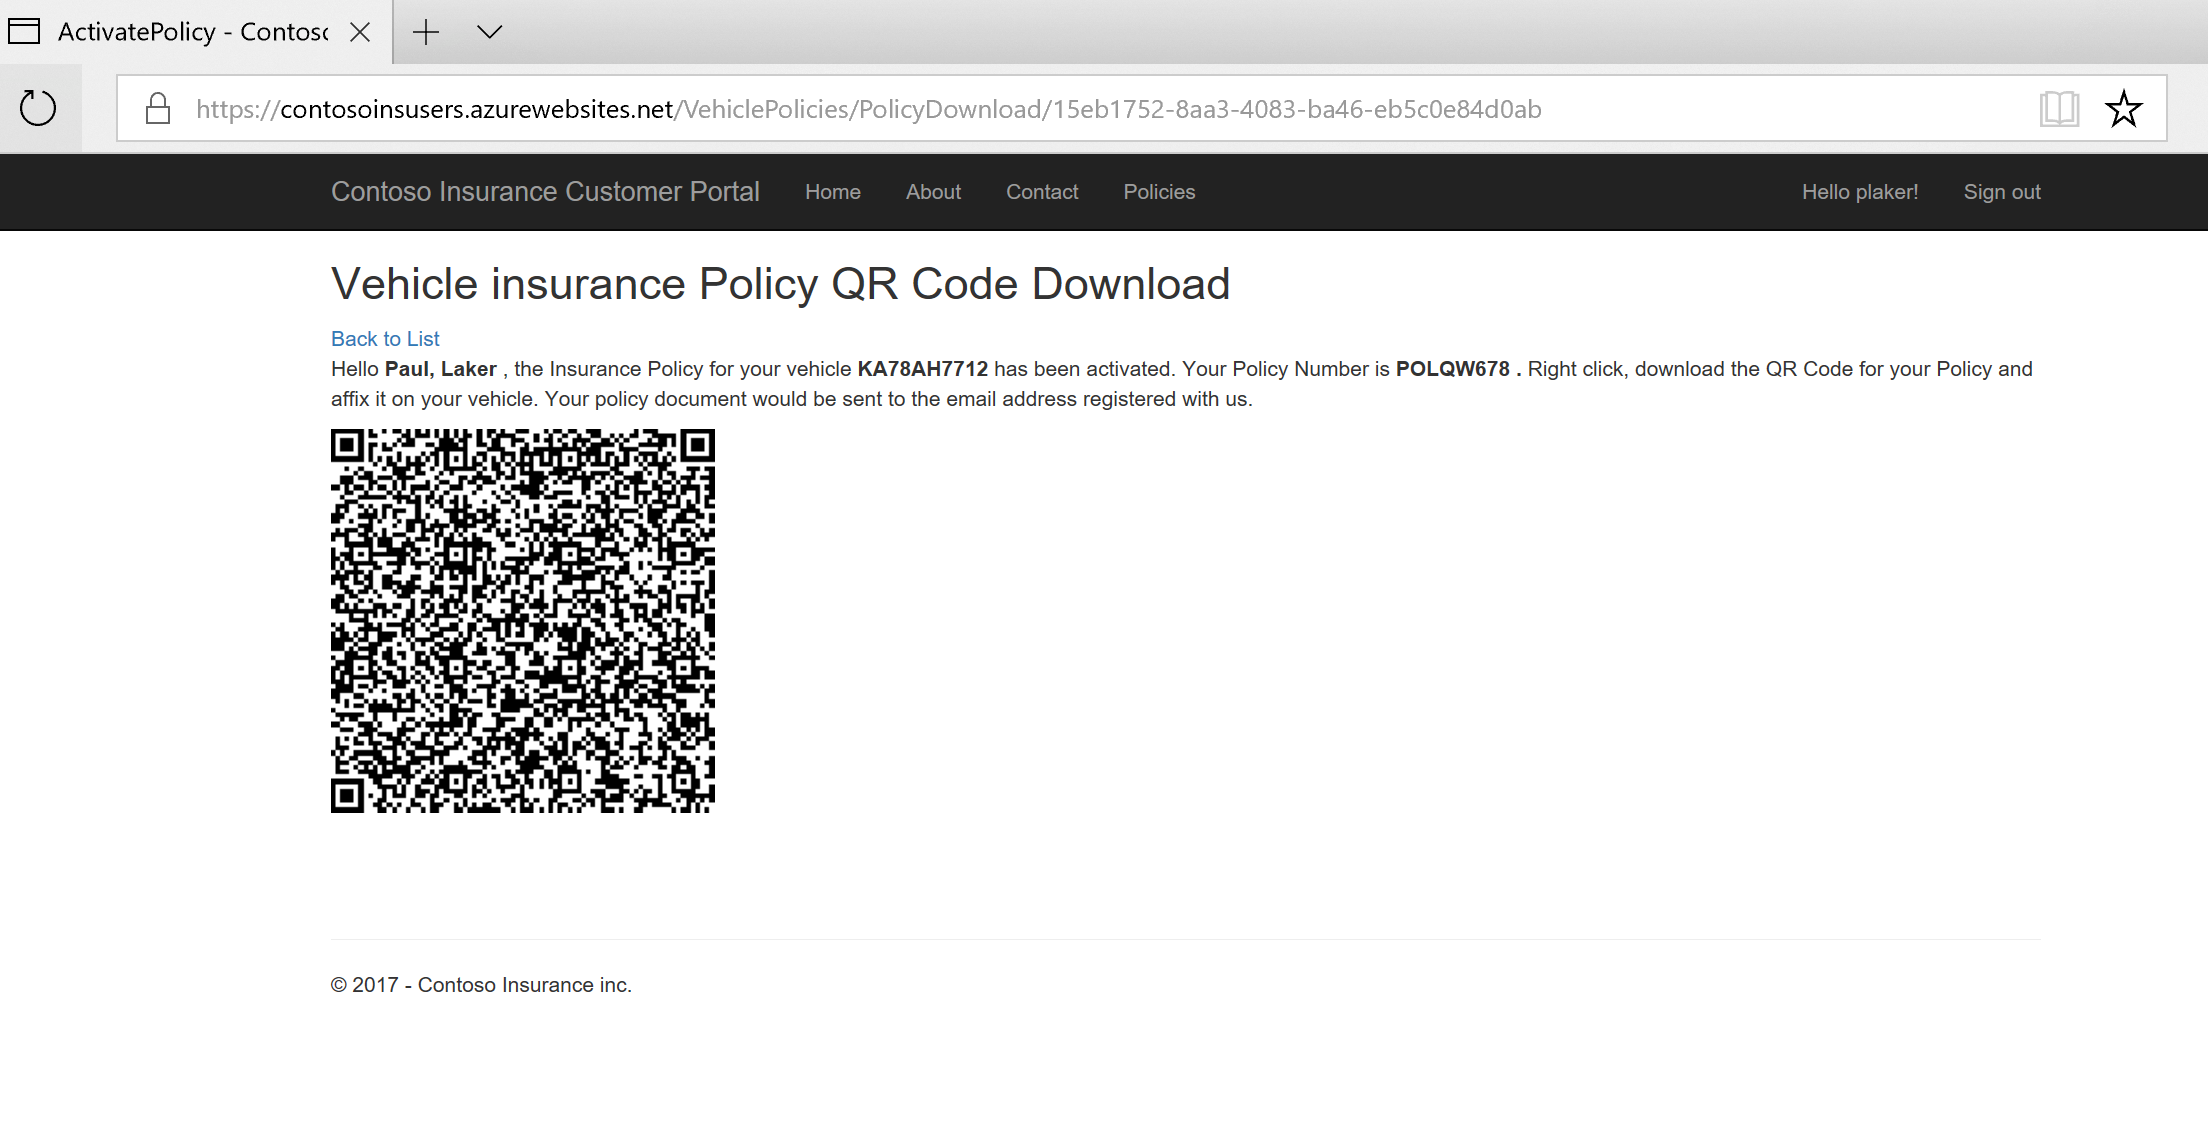 ActivatePolicy - Contoso
https://contosoinsusers.azurewebsites.net/VehiclePolicies/PolicyDownload/15eb1752-8aa3-4083-ba46-eb5c0e84d0ab
Contoso Insurance Customer Portal Home About Contact Policies Hello plaker! Sign out
Vehicle insurance Policy QR Code Download
Back to List
Hello Paul, Laker , the Insurance Policy for your vehicle KA78AH7712 has been activated. Your Policy Number is POLQW678 . Right click, download the QR Code for your Policy and
affix it on your vehicle. Your policy document would be sent to the email address registered with us.
© 2017 - Contoso Insurance inc.